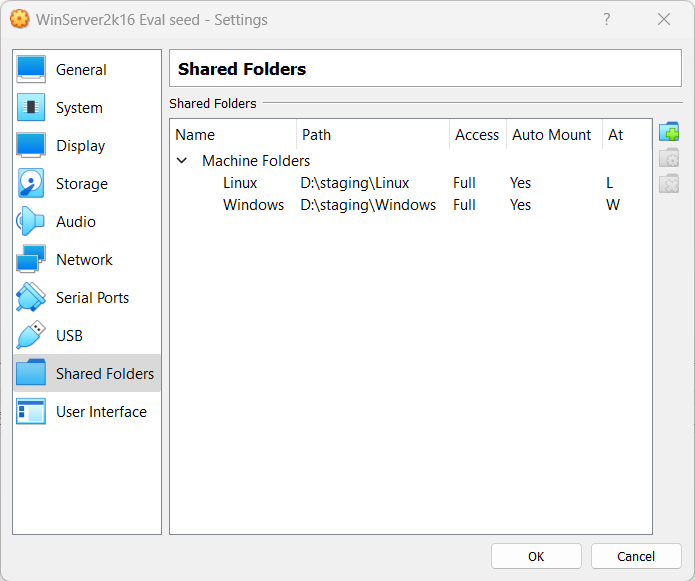 WinServer2k16 Eval seed - Settings
?
General
System
Display
Storage
Audio
Network
Serial Ports
USB
Shared Folders
User Interface
Shared Folders
Shared Folders
Name Path Access Auto Mount At
Machine Folders
Linux D:\staging\Linux Full Yes L
Windows D:\staging\Windows Full Yes W
OK Cancel